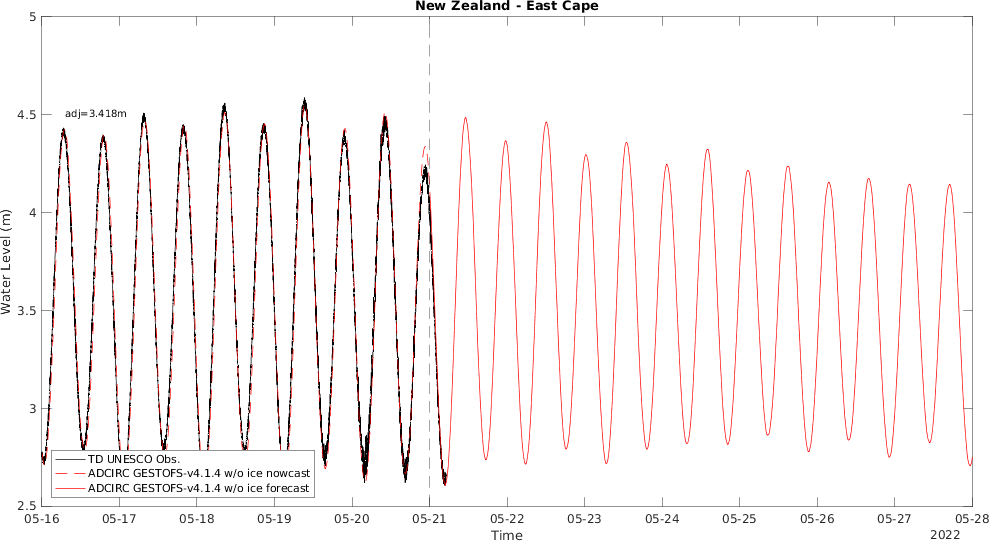 New Zealand - East Cape
5
4.5
4
3.5
3
2.5
Water Level (m)
adj=3.418m
TD UNESCO Obs.
ADCIRC GESTOFS-v4.1.4 w/o ice nowcast
ADCIRC GESTOFS-v4.1.4 w/o ice forecast
05-16 05-17 05-18 05-19 05-20 05-21 05-22 05-23 05-24 05-25 05-26 05-27 05-28
Time
2022